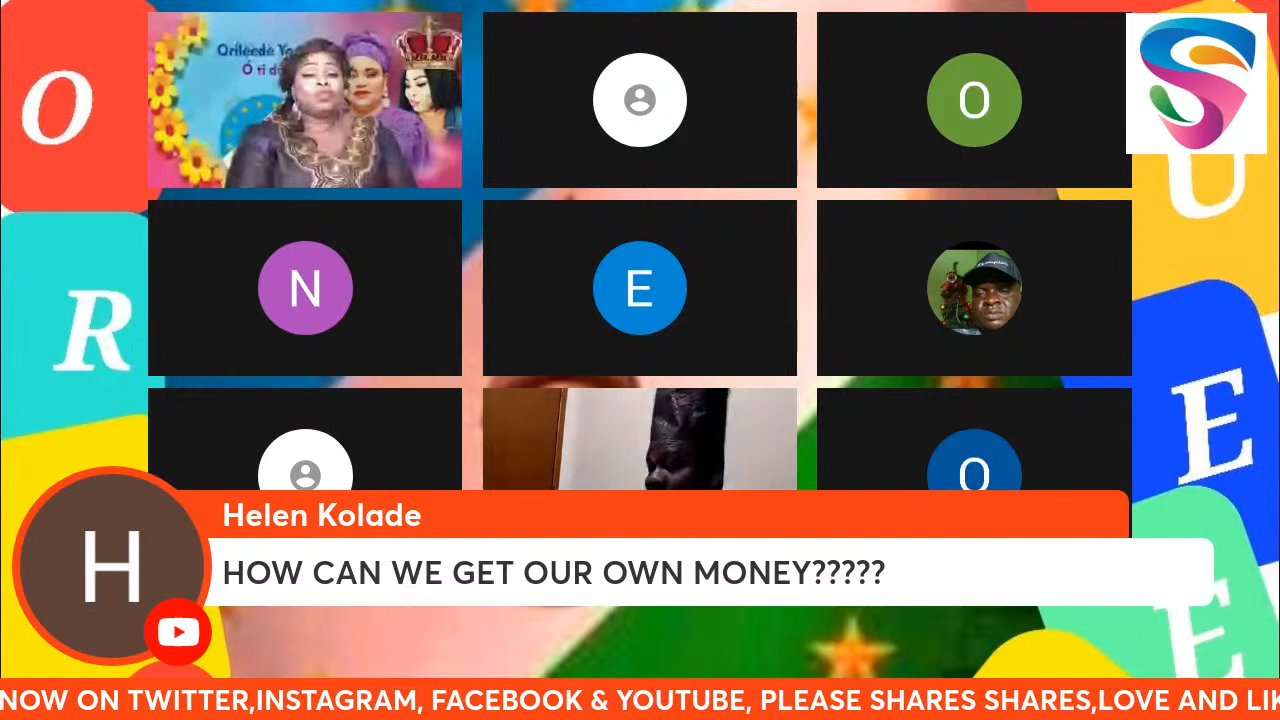 O
R
Orileede Yo
Ó ti d
O
U
N
E
E
O
H
Helen Kolade
HOW CAN WE GET OUR OWN MONEY?????
E
NOW ON TWITTER,INSTAGRAM, FACEBOOK & YOUTUBE, PLEASE SHARES SHARES,LOVE AND LIK